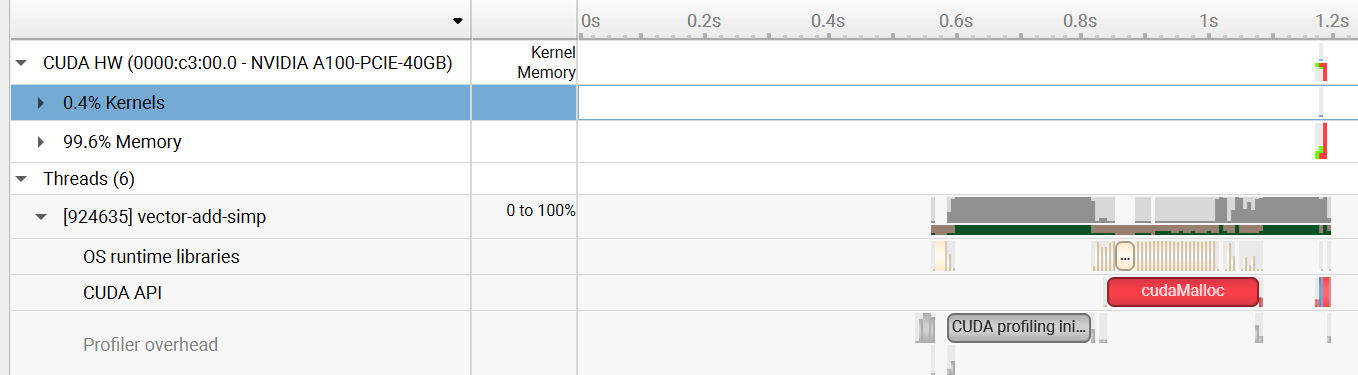 0s 0.2s 0.4s 0.6s 0.8s 1s 1.2s
CUDA HW (0000:c3:00.0 - NVIDIA A100-PCIE-40GB)
Kernel
Memory
0.4% Kernels
99.6% Memory
Threads (6)
[924635] vector-add-simp
0 to 100%
OS runtime libraries
...
CUDA API
cudaMalloc
Profiler overhead
CUDA profiling ini...